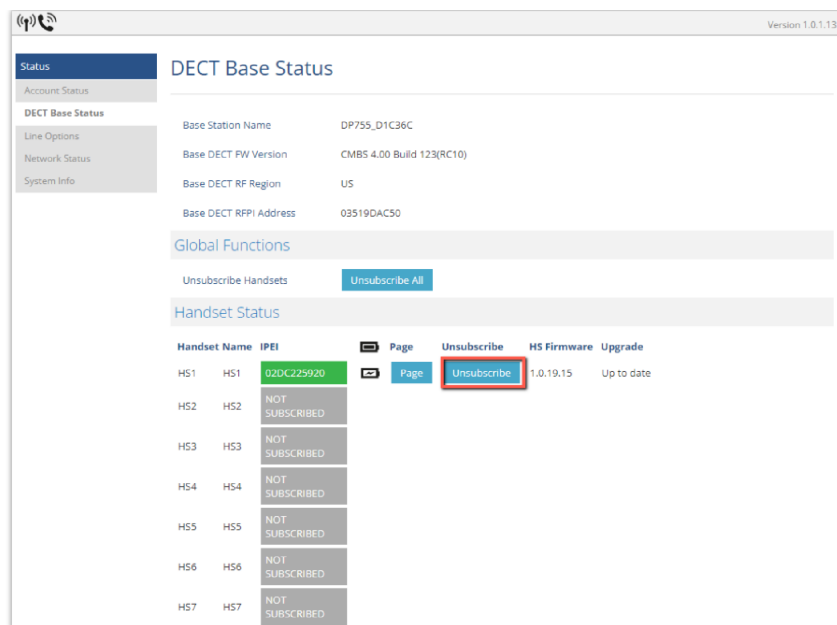 Version 1.0.1.13
Status
Account Status
DECT Base Status
Line Options
Network Status
System Info
DECT Base Status
Base Station Name DP755_D1C36C
Base DECT FW Version CMBS 4.00 Build 123(RC10)
Base DECT RF Region US
Base DECT RFPI Address 03519DAC50
Global Functions
Unsubscribe Handsets Unsubscribe All
Handset Status
Handset Name IPEI Page Unsubscribe HS Firmware Upgrade
HS1 HS1 02DC225920 Page Unsubscribe 1.0.19.15 Up to date
HS2 HS2 NOT
SUBSCRIBED
HS3 HS3 NOT
SUBSCRIBED
HS4 HS4 NOT
SUBSCRIBED
HS5 HS5 NOT
SUBSCRIBED
HS6 HS6 NOT
SUBSCRIBED
HS7 HS7 NOT
SUBSCRIBED